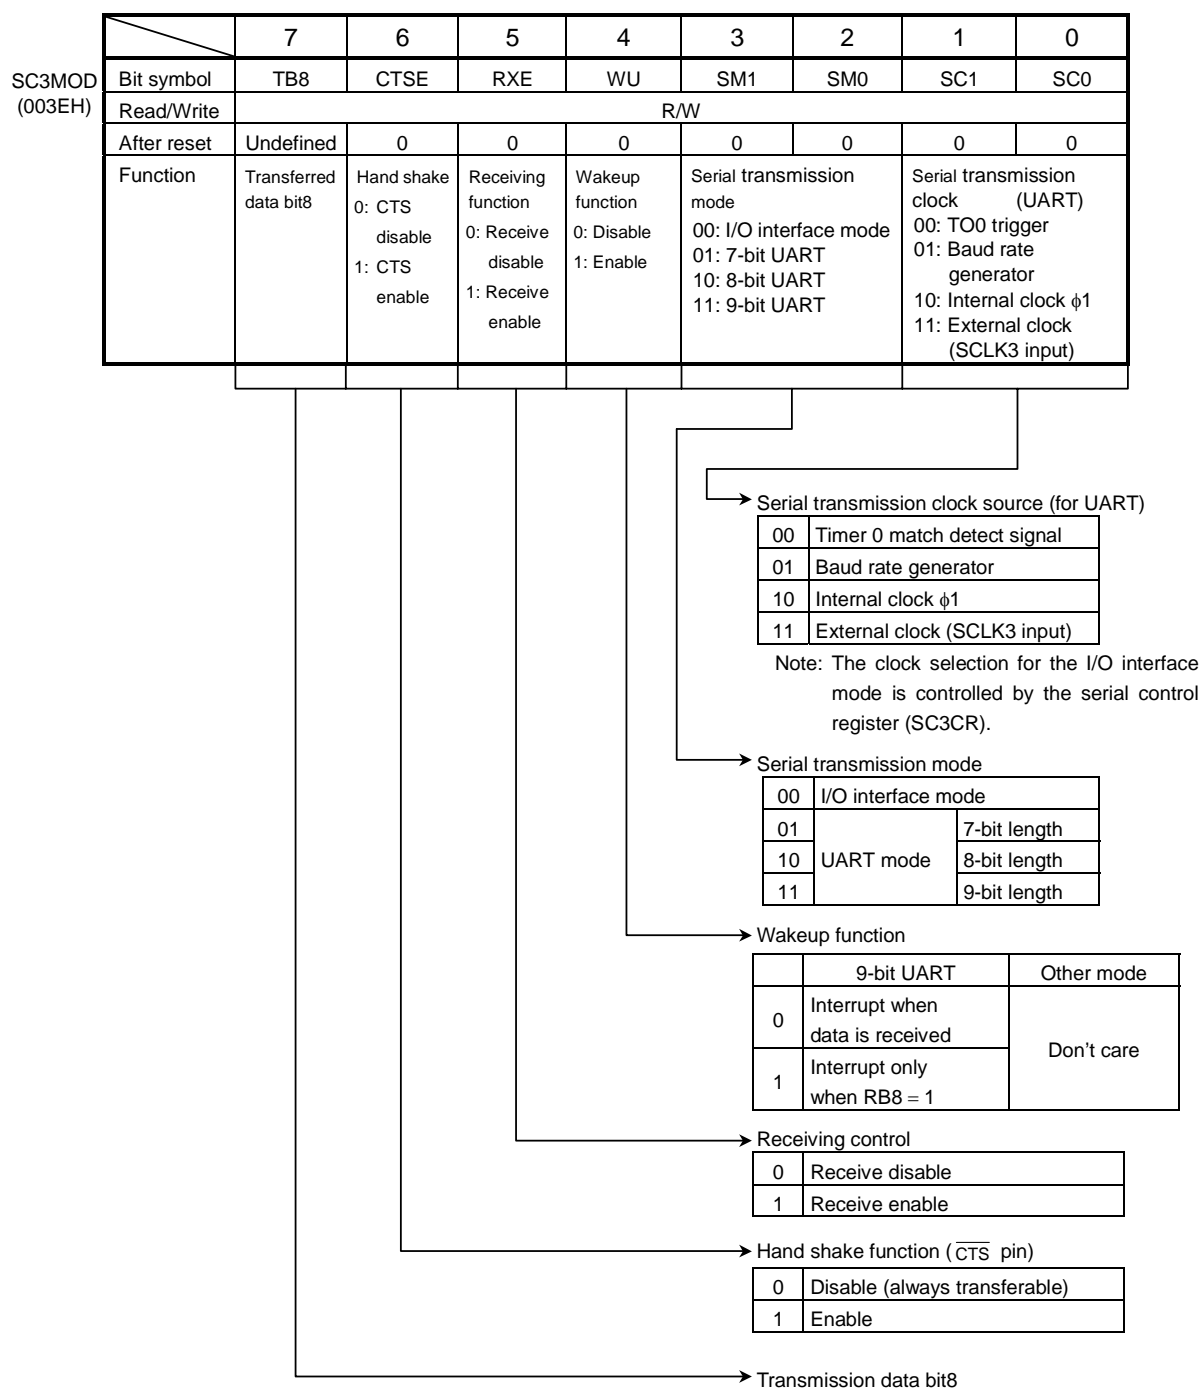 7 6 5 4 3 2 1 0
SC3MOD (003EH)
Bit symbol TB8 CTSE RXE WU SM1 SM0 SC1 SC0
Read/Write R/W
After reset Undefined 0 0 0 0 0 0 0
Function
Transferred
data bit8
Hand shake
0: CTS
disable
1: CTS
enable
Receiving
function
0: Receive
disable
1: Receive
enable
Wakeup
function
0: Disable
1: Enable
Serial transmission
mode
00: I/O interface mode
01: 7-bit UART
10: 8-bit UART
11: 9-bit UART
Serial transmission
clock (UART)
00: TO0 trigger
01: Baud rate
generator
10: Internal clock ϕ1
11: External clock
(SCLK3 input)
Serial transmission clock source (for UART)
00 Timer 0 match detect signal
01 Baud rate generator
10 Internal clock ϕ1
11 External clock (SCLK3 input)
Note: The clock selection for the I/O interface
mode is controlled by the serial control
register (SC3CR).
Serial transmission mode
00 I/O interface mode
01 7-bit length
10 UART mode 8-bit length
11 9-bit length
Wakeup function
9-bit UART Other mode
0 Interrupt when
data is received
Don't care
1 Interrupt only
when RB8 = 1
Receiving control
0 Receive disable
1 Receive enable
Hand shake function (C̅T̅S̅ pin)
0 Disable (always transferable)
1 Enable
Transmission data bit8